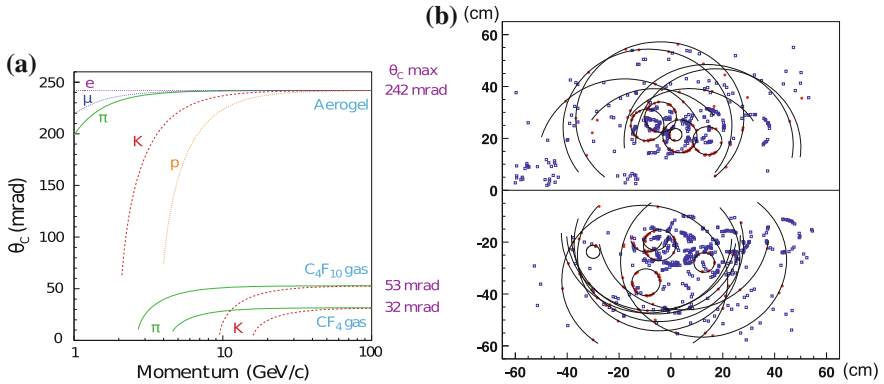 (a)
250
200
150
100
50
0
θC (mrad)
1
10
100
Momentum (GeV/c)
e
μ
π
K
p
Aerogel
C4F10 gas
π
K
CF4 gas
θC max
242 mrad
53 mrad
32 mrad
(b)
(cm)
60
40
20
0
-20
-40
-60
-60
-40
-20
0
20
40
60
(cm)